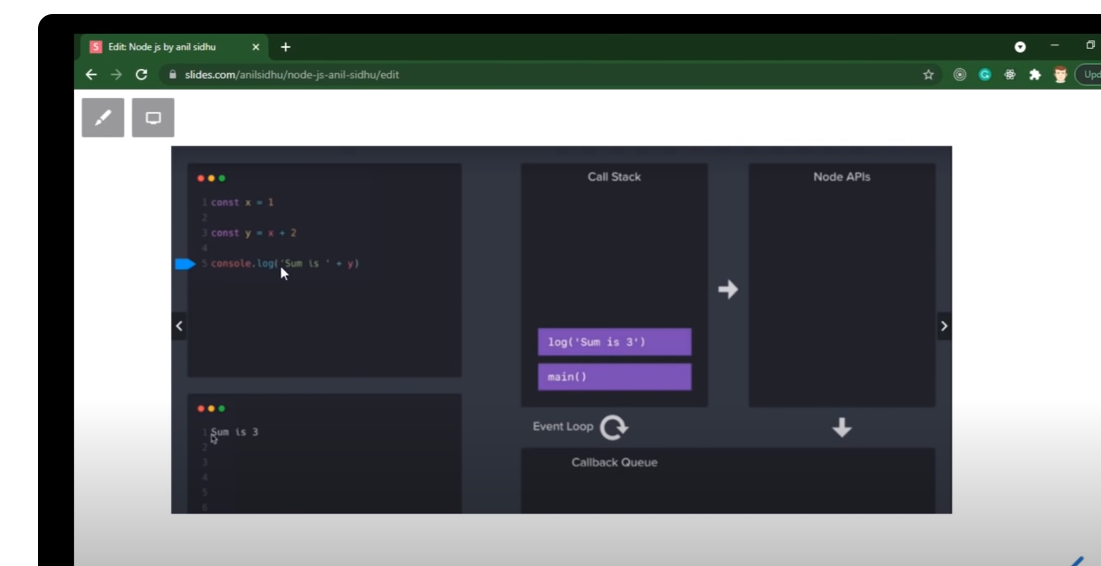 Edit: Node js by anil sidhu
slides.com/anilsidhu/node-js-anil-sidhu/edit
Upd
1 const x = 1
2
3 const y = x + 2
4
5 console.log('Sum is ' + y)
Call Stack
log('Sum is 3')
main()
Node APIs
Event Loop
Callback Queue
1 Sum is 3
2
3
4
5
6